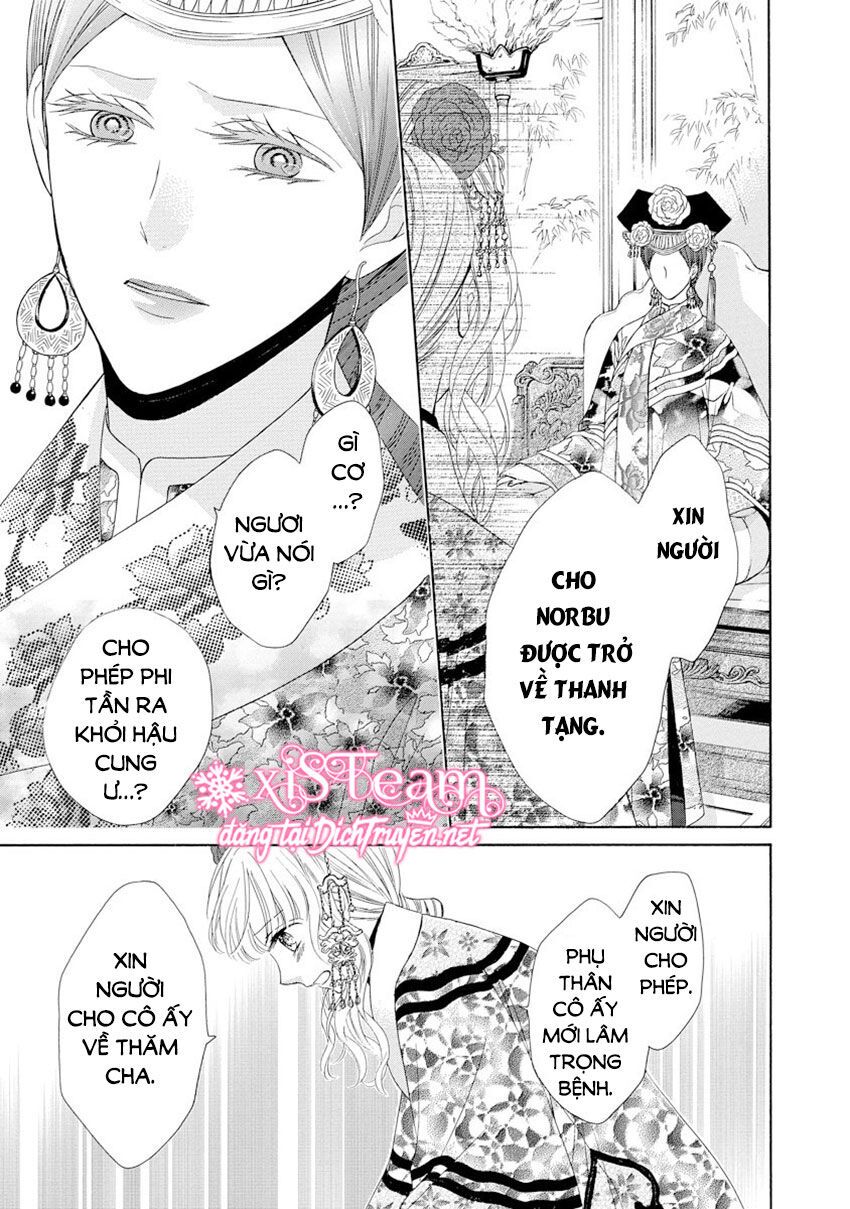 XIN
NGƯỜI
CHO
NORBU
ĐƯỢC TRỞ
VỀ THANH
TẠNG.
GÌ
CƠ
...?
NGƯƠI
VỪA NÓI
GÌ?
CHO
PHÉP PHI
TẦN RA
KHỎI HẬU
CUNG
Ư...?
xiSTeam
đăng tại DichTruyen.net
XIN
NGƯỜI
CHO
PHÉP.
PHỤ
THÂN
CÔ ẤY
MỚI LÂM
TRỌNG
BỆNH.
XIN
NGƯỜI
CHO CÔ ẤY
VỀ THĂM
CHA.